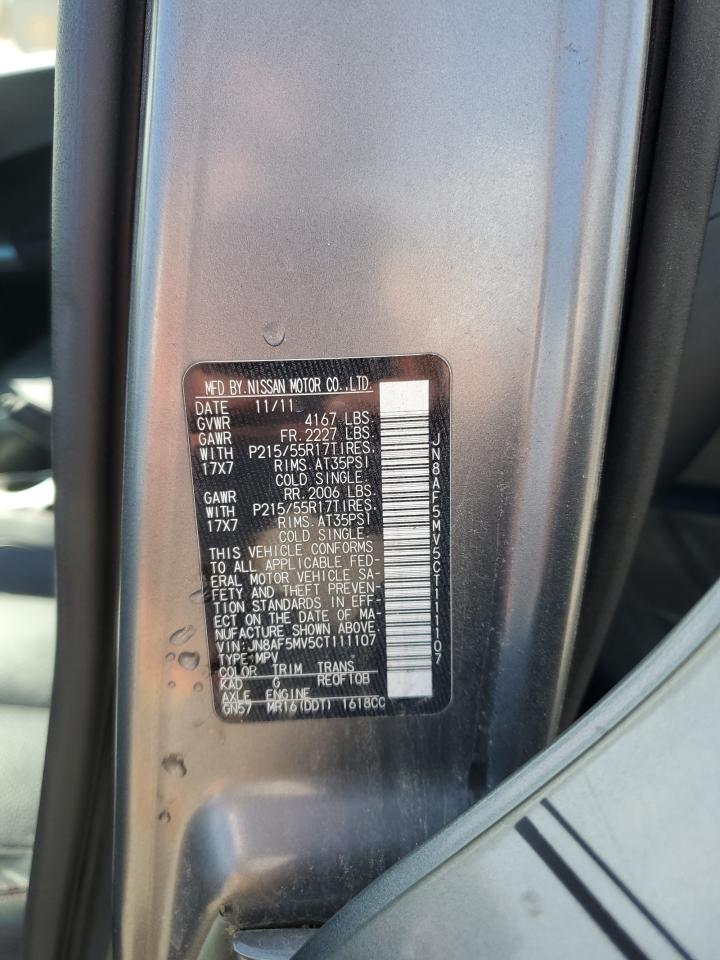 MFD BY.NISSAN MOTOR CO.,LTD.
DATE 11/11
GVWR 4167 LBS.
GAWR FR.2227 LBS.
WITH P215/55R17TIRES.
17X7 RIMS.AT35PSI
COLD SINGLE.
GAWR RR.2006 LBS.
WITH P215/55R17TIRES.
17X7 RIMS.AT35PSI
COLD SINGLE.
THIS VEHICLE CONFORMS
TO ALL APPLICABLE FED-
ERAL MOTOR VEHICLE SA-
FETY AND THEFT PREVEN-
TION STANDARDS IN EFF-
ECT ON THE DATE OF MA-
NUFACTURE SHOWN ABOVE.
VIN:JN8AF5MV5CT111107
TYPE:MPV
COLOR TRIM TRANS
KAD G RE0F10B
AXLE ENGINE
GN57 MR16(DDT) 1618CC
JN8AF5MV5CT111107